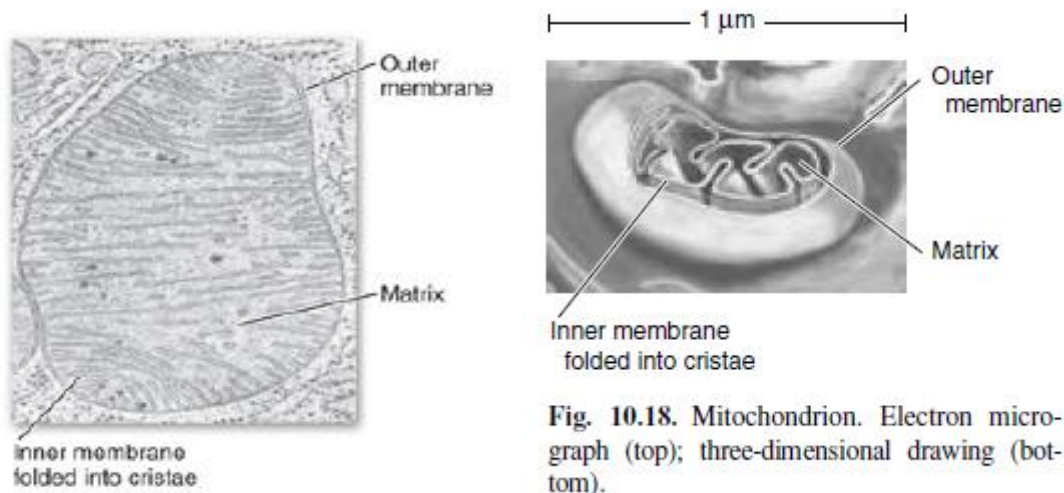 Outer
membrane
Matrix
Inner membrane
folded into cristae
1 µm
Outer
membrane
Matrix
Inner membrane
folded into cristae
Fig. 10.18. Mitochondrion. Electron micro-
graph (top); three-dimensional drawing (bot-
tom).